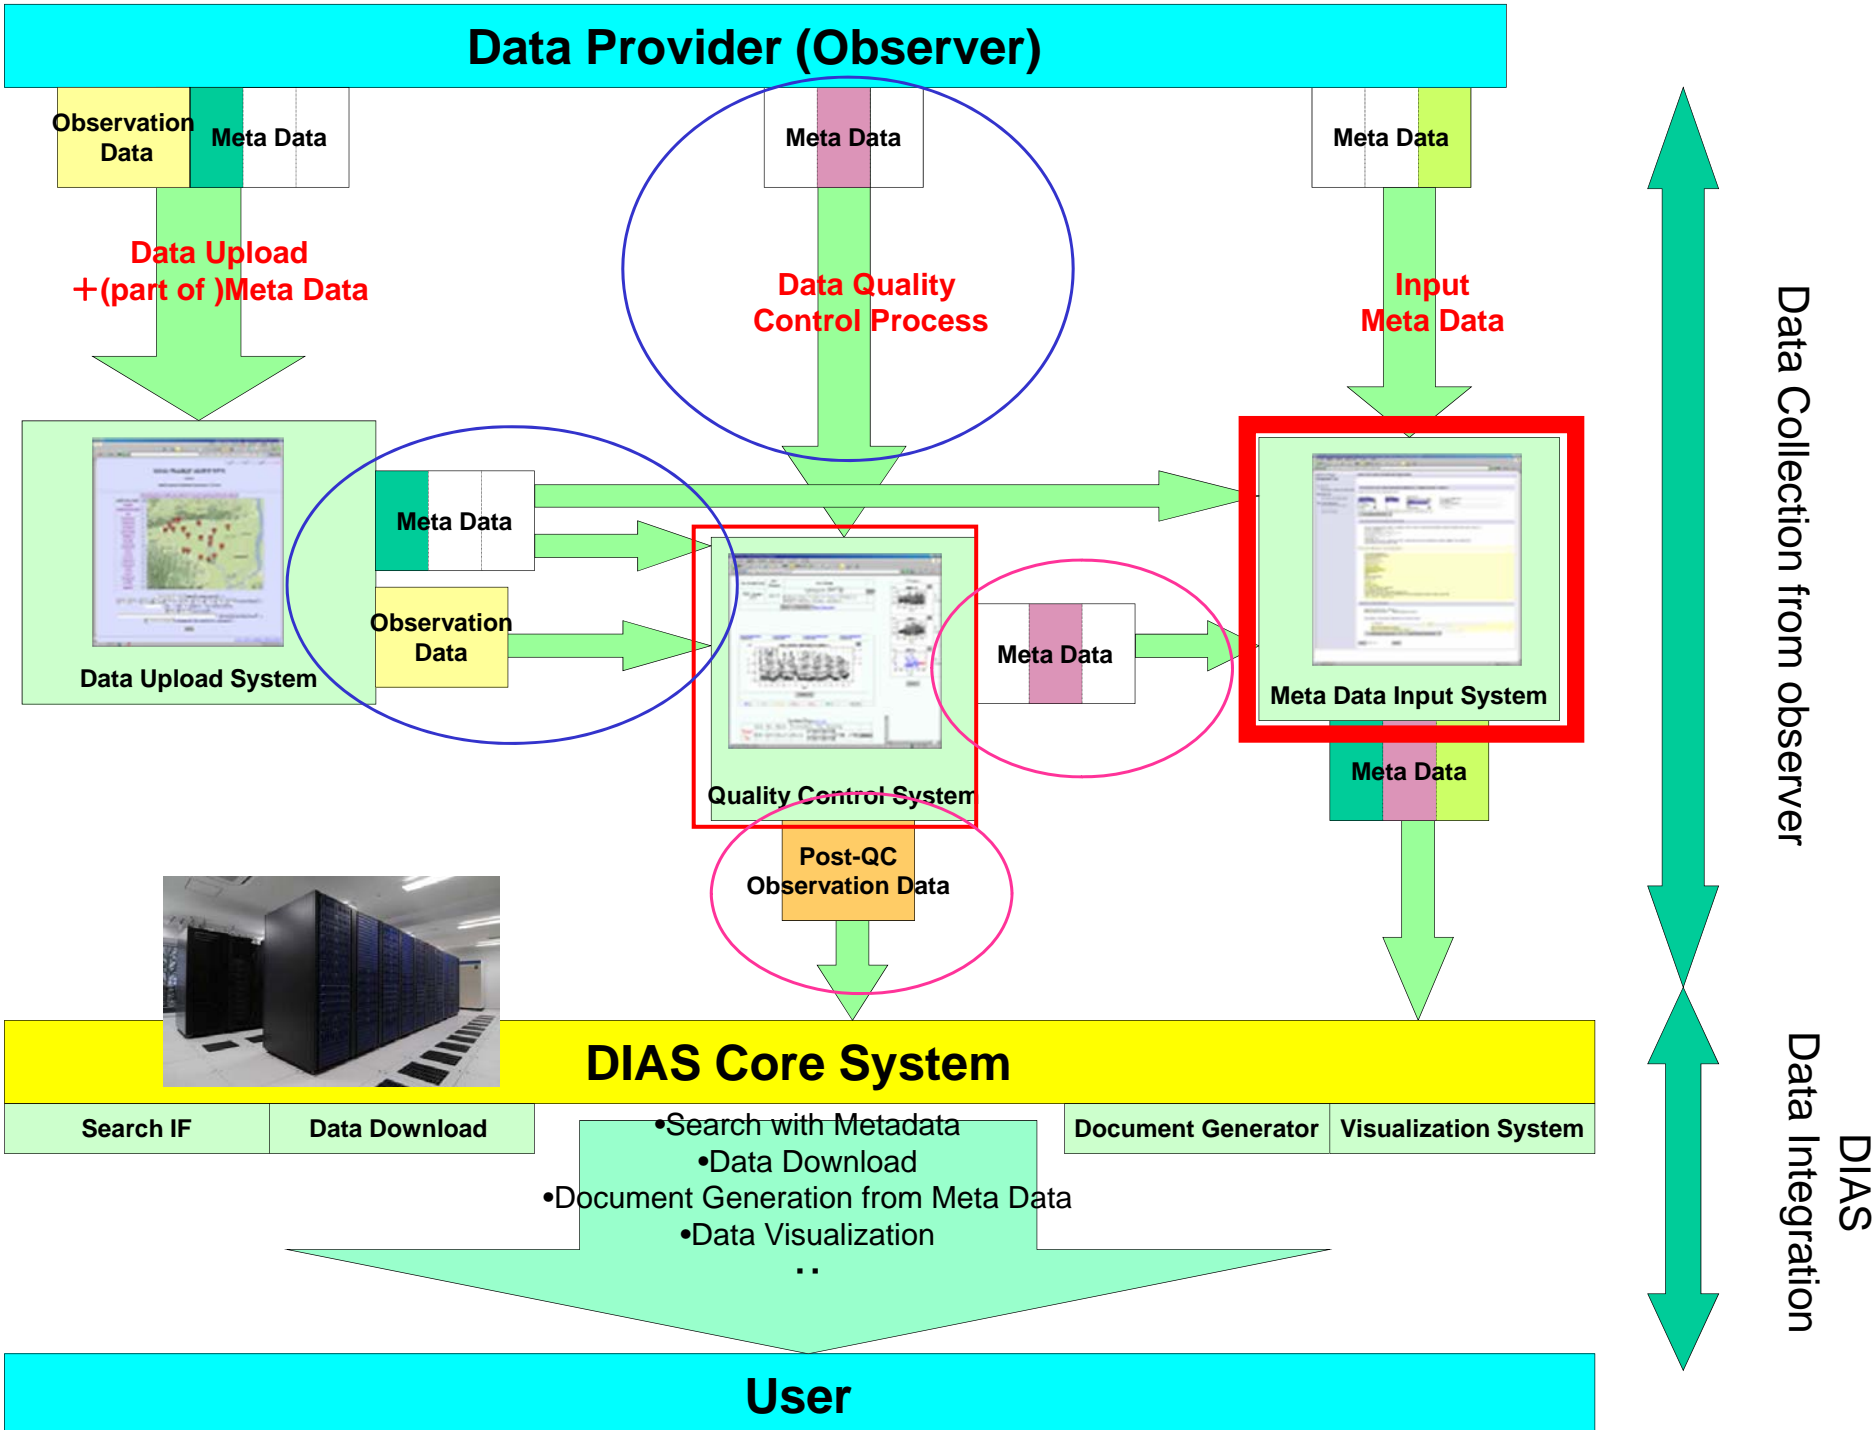 Data Provider (Observer)
Observation
Data
Meta Data
Meta Data
Meta Data
Data Upload
+(part of )Meta Data
Data Quality
Control Process
Input
Meta Data
Data Collection from observer
Meta Data
Observation
Data
Data Upload System
Meta Data
Meta Data Input System
Quality Control System
Meta Data
Post-QC
Observation Data
DIAS Core System
Search IF
Data Download
•Search with Metadata
•Data Download
•Document Generation from Meta Data
•Data Visualization
..
Document Generator
Visualization System
DIAS
Data Integration
User